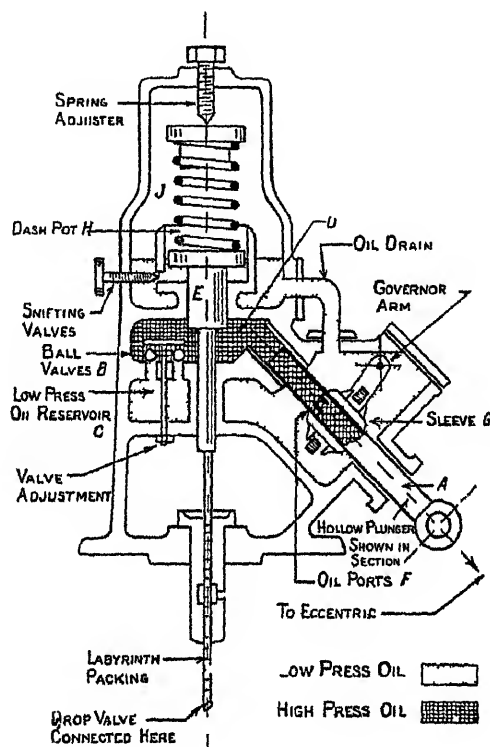 SPRING
ADJUSTER
J
DASH POT H
U
OIL DRAIN
E
GOVERNOR
ARM
SNIFTING
VALVES
BALL
VALVES B
LOW PRESS
OIL RESERVOIR
C
SLEEVE G
VALVE
ADJUSTMENT
A
HOLLOW PLUNGER
SHOWN IN
SECTION
OIL PORTS F
TO ECCENTRIC
LABYRINTH
PACKING
LOW PRESS OIL
HIGH PRESS OIL
DROP VALVE
CONNECTED HERE